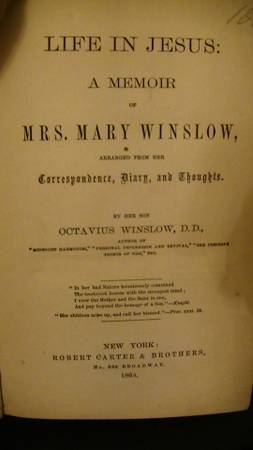 LIFE IN JESUS:
A MEMOIR
OF
MRS. MARY WINSLOW,
ARRANGED FROM HER
Correspondence, Diary, and Thoughts.
BY HER SON
OCTAVIUS WINSLOW, D.D.,
AUTHOR OF
"MIDNIGHT HARMONIES," "PERSONAL DECLENSION AND REVIVAL," "THE PRECIOUS
THINGS OF GOD," ETC.
"In her had Nature bounteously combined
The tenderest bosom with the strongest mind;
I view the Mother and the Saint in one,
And pay beyond the homage of a Son."
"Her children arise up, and call her blessed."—Prov. xxxi. 28.
NEW YORK:
ROBERT CARTER & BROTHERS,
No. BROADWAY.